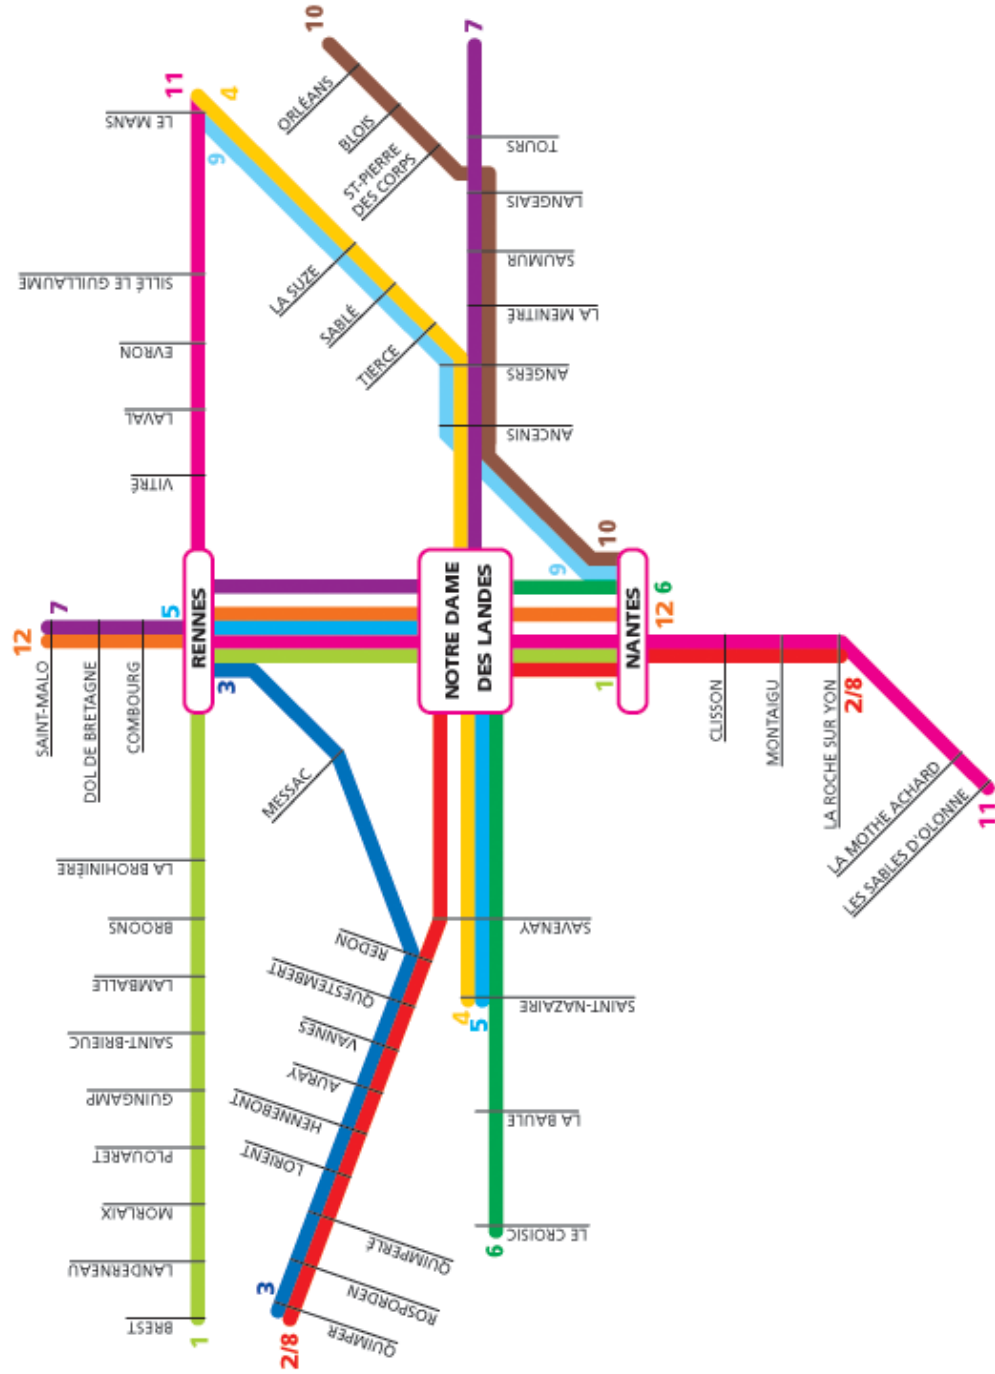 10
7
11
4
LE MANS
ORLÉANS
BLOIS
ST-PIERRE
DES CORPS
TOURS
9
LANGEAIS
SAUMUR
SILLÉ LE GUILLAUME
LA SUZE
SABLÉ
TIERCE
LA MENITRÉ
EVRON
ANGERS
LAVAL
ANCENIS
VITRÉ
10
9
12
7
5
6
12
RENNES
NOTRE DAME
DES LANDES
NANTES
3
1
SAINT-MALO
DOL DE BRETAGNE
COMBOURG
MESSAC
CLISSON
MONTAIGU
LA ROCHE SUR YON
2/8
LA MOTHE ACHARD
LES SABLES D'OLONNE
11
LA BROHINIÈRE
BROONS
LAMBALLE
SAINT-BRIEUC
GUINGAMP
PLOUARET
MORLAIX
LANDERNEAU
BREST
1
REDON
QUESTEMBERT
VANNES
AURAY
HENNEBONT
LORIENT
QUIMPERLÉ
ROSPORDEN
QUIMPER
3
2/8
SAVENAY
SAINT-NAZAIRE
4
5
LA BAULE
LE CROISIC
6